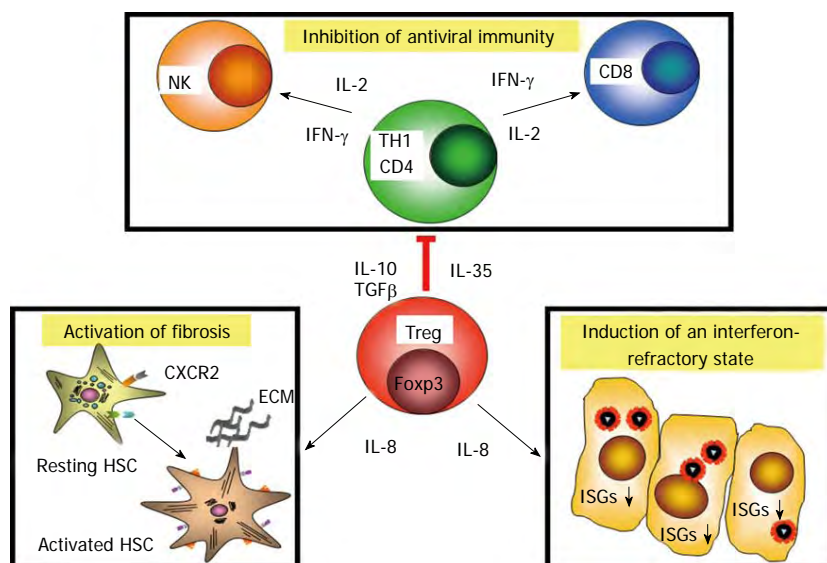 Inhibition of antiviral immunity
NK
IL-2
IFN-γ
CD8
IFN-γ
TH1
CD4
IL-2
IL-10
TGFβ
IL-35
Treg
Foxp3
IL-8
IL-8
Activation of fibrosis
CXCR2
ECM
Resting HSC
Activated HSC
Induction of an interferon-
refractory state
ISGs ↓
ISGs ↓
ISGs ↓